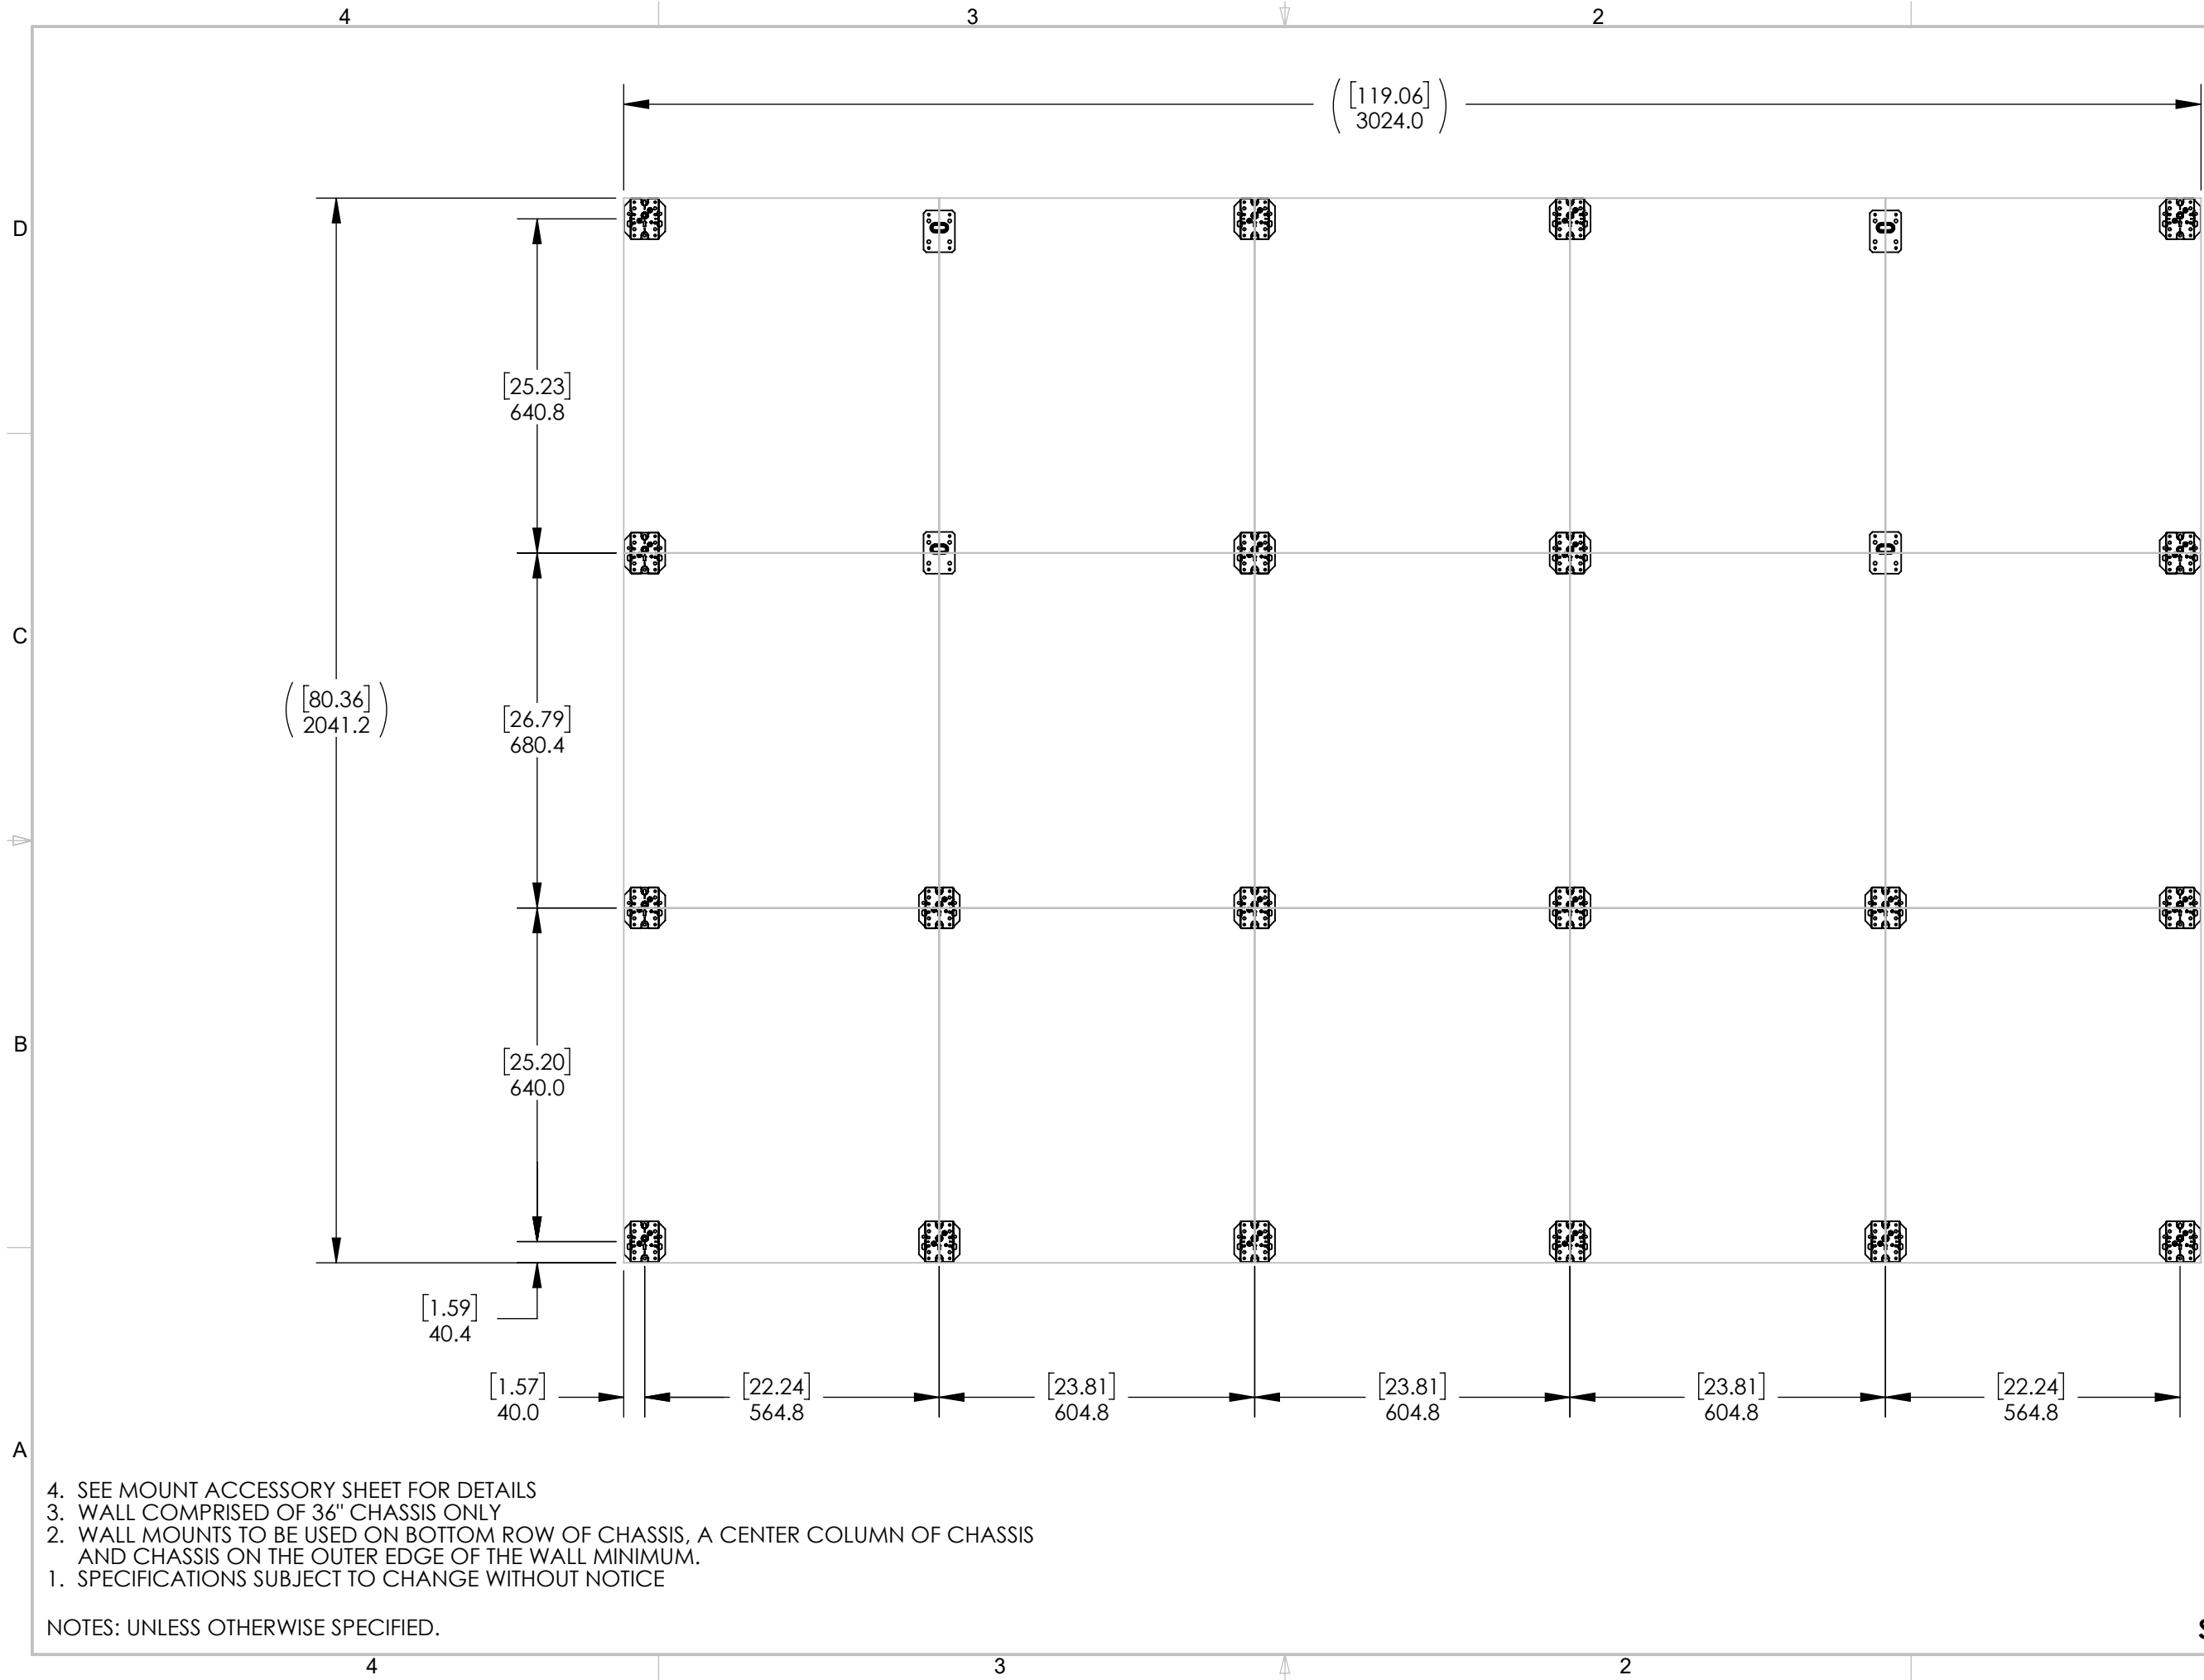 4 3 2
[119.06]
3024.0
D
[25.23]
640.8
C
[80.36]
2041.2
[26.79]
680.4
B
[25.20]
640.0
[1.59]
40.4
[1.57] [22.24] [23.81] [23.81] [23.81] [22.24]
40.0 564.8 604.8 604.8 604.8 564.8
A
4. SEE MOUNT ACCESSORY SHEET FOR DETAILS
3. WALL COMPRISED OF 36" CHASSIS ONLY
2. WALL MOUNTS TO BE USED ON BOTTOM ROW OF CHASSIS, A CENTER COLUMN OF CHASSIS
AND CHASSIS ON THE OUTER EDGE OF THE WALL MINIMUM.
1. SPECIFICATIONS SUBJECT TO CHANGE WITHOUT NOTICE
NOTES: UNLESS OTHERWISE SPECIFIED.
4 3 2